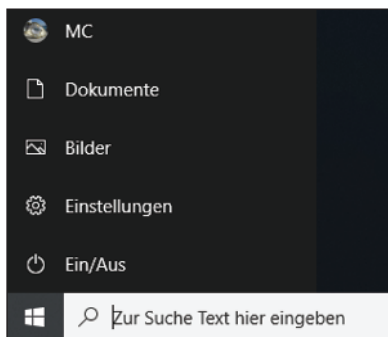 MC
Dokumente
Bilder
Einstellungen
Ein/Aus
Zur Suche Text hier eingeben